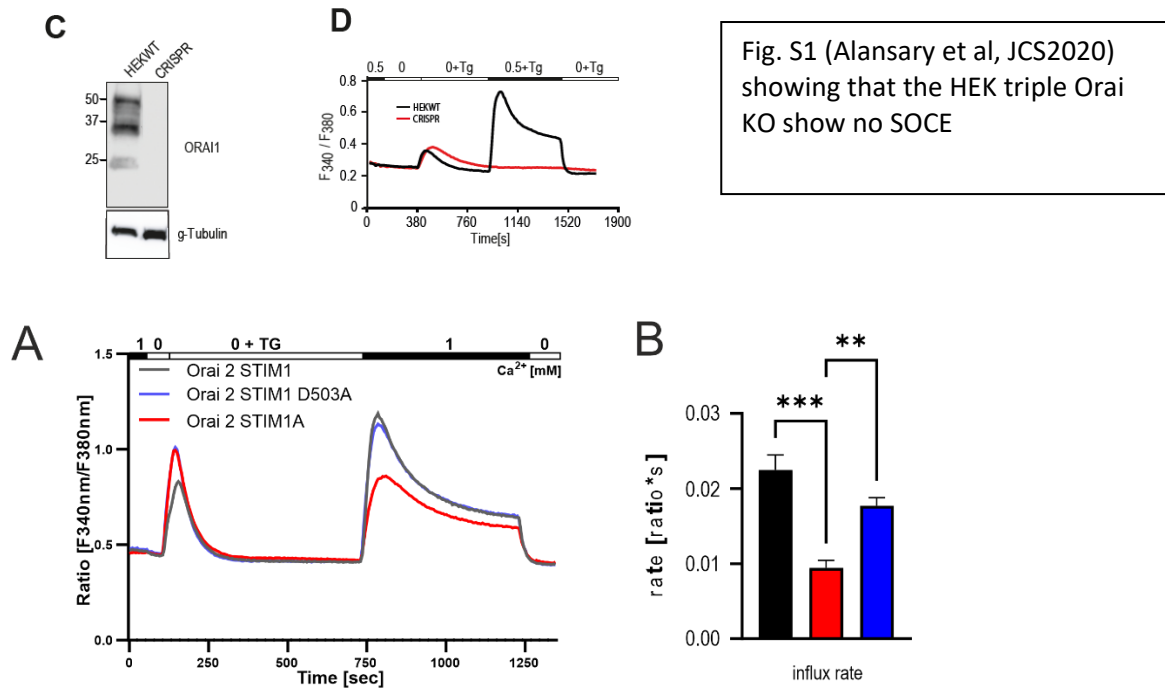 C
HEKWT
CRISPR
50
37
25
ORAI1
g-Tubulin
D
0.5 0 0+Tg 0.5+Tg 0+Tg
0.8
0.6
0.4
0.2
0
F340 / F380
HEKWT
CRISPR
0 380 760 1140 1520 1900
Time[s]
Fig. S1 (Alansary et al, JCS2020)
showing that the HEK triple Orai
KO show no SOCE
A
1 0 0 + TG 1 0
Ca²⁺ [mM]
1.5
1.0
0.5
0.0
Ratio [F340nm/F380nm]
Orai 2 STIM1
Orai 2 STIM1 D503A
Orai 2 STIM1A
0 250 500 750 1000 1250
Time [sec]
B
**
***
0.03
0.02
0.01
0.00
rate [ratio*s]
influx rate